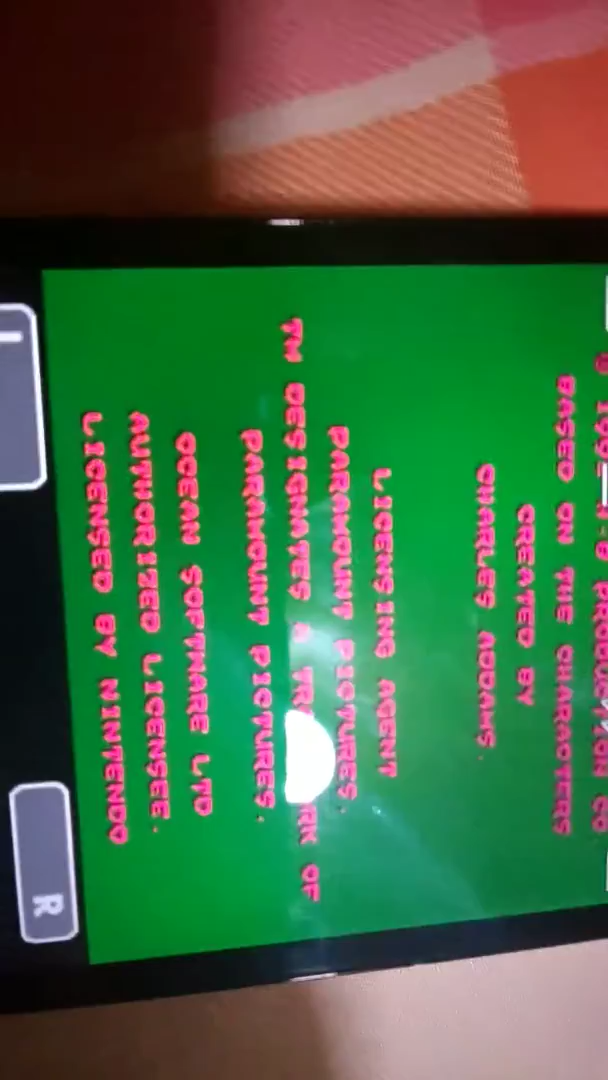 BASED ON THE CHARACTERS
CREATED BY
CHARLES ADDAMS.
LICENSING AGENT
PARAMOUNT PICTURES.
TM DESIGNATES A OF
PARAMOUNT PICTURES.
OCEAN SOFTWARE LTD
AUTHORIZED LICENSEE.
LICENSED BY NINTENDO
R